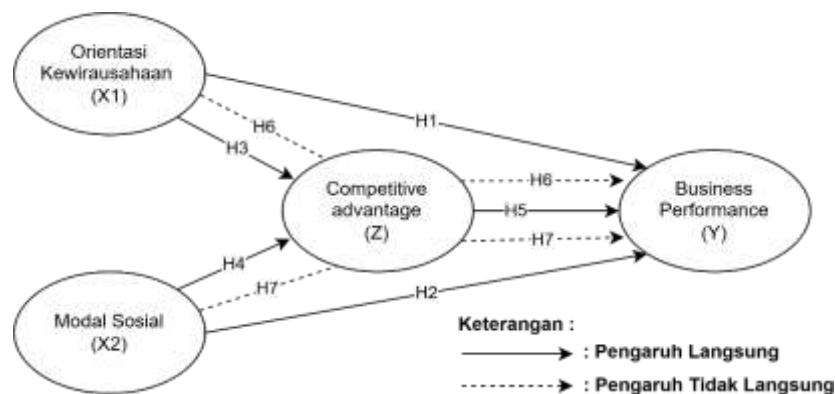 Orientasi
Kewirausahaan
(X1)
H1
H6
H3
Competitive
advantage
(Z)
H6
H5
H7
Business
Performance
(Y)
H4
H7
H2
Modal Sosial
(X2)
Keterangan :
: Pengaruh Langsung
: Pengaruh Tidak Langsung